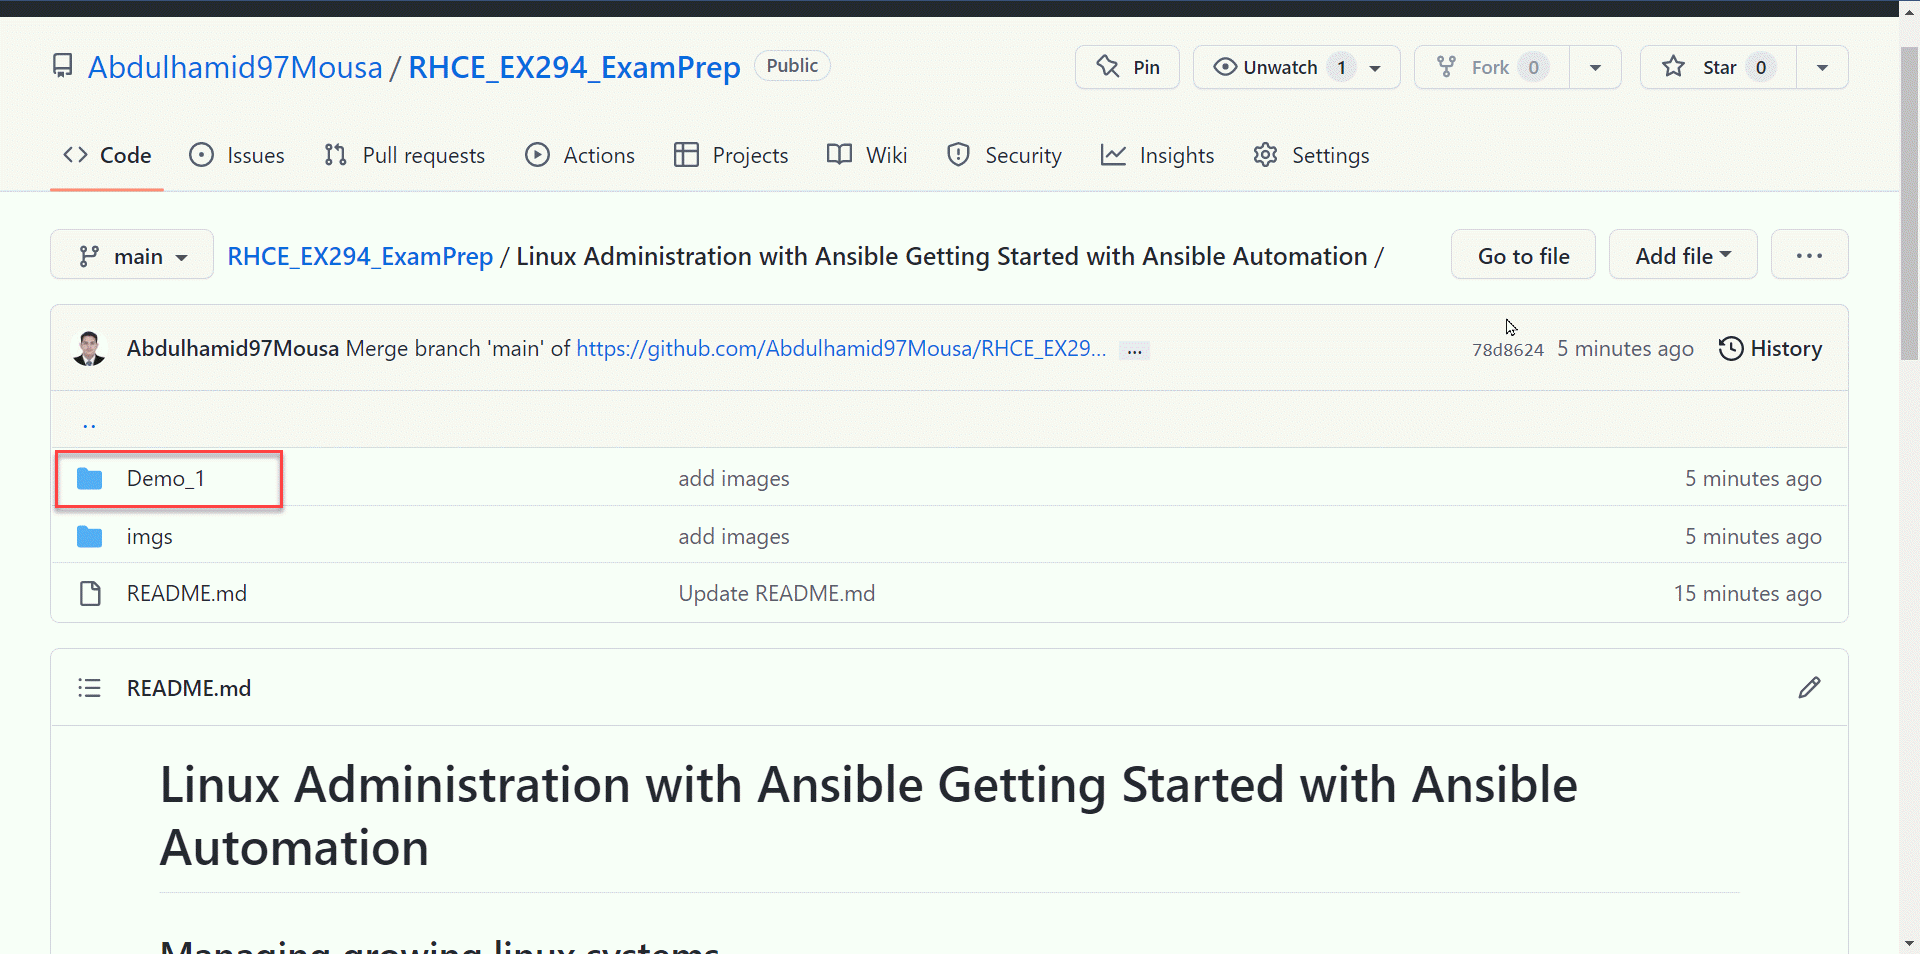 Abdulhamid97Mousa / RHCE_EX294_ExamPrep Public Pin Unwatch 1 Fork 0 Star 0
Code Issues Pull requests Actions Projects Wiki Security Insights Settings
main RHCE_EX294_ExamPrep / Linux Administration with Ansible Getting Started with Ansible Automation / Go to file Add file ...
Abdulhamid97Mousa Merge branch 'main' of https://github.com/Abdulhamid97Mousa/RHCE_EX29... ... 78d8624 5 minutes ago History
..
Demo_1 add images 5 minutes ago
imgs add images 5 minutes ago
README.md Update README.md 15 minutes ago
README.md
Linux Administration with Ansible Getting Started with Ansible
Automation
Managing growing linux systems